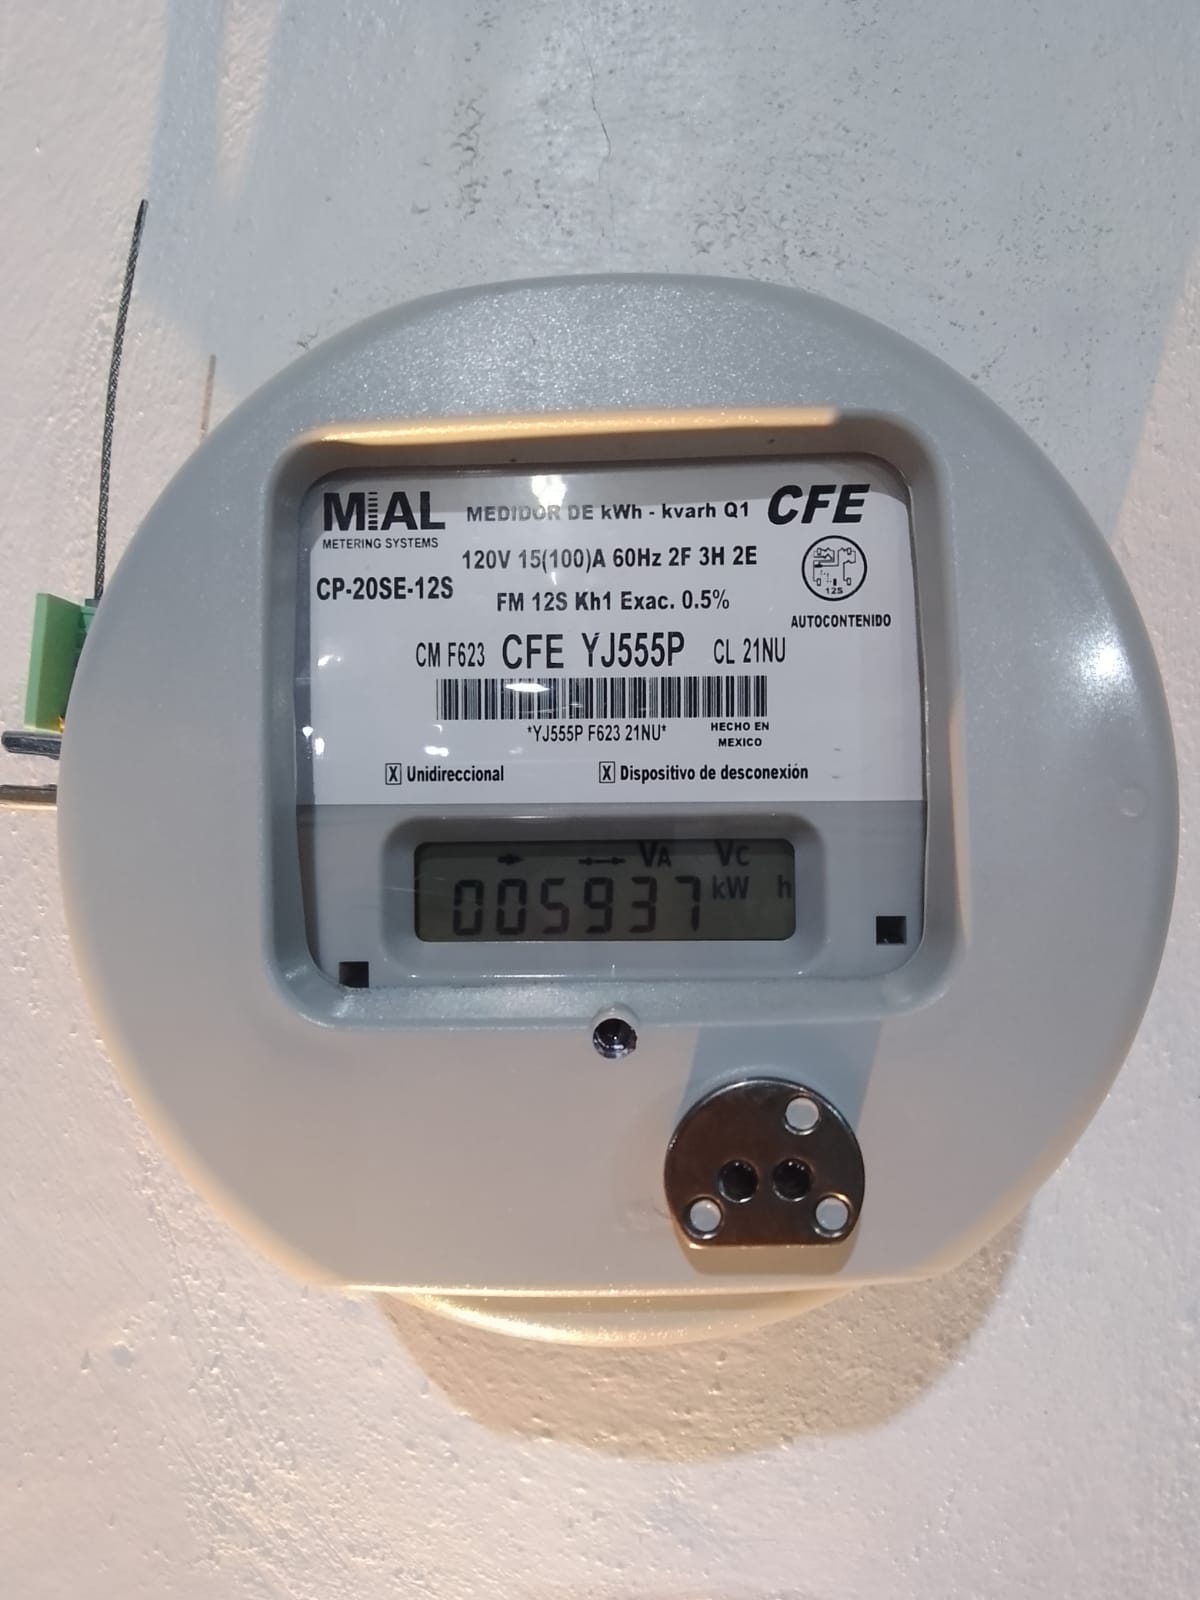 MIAL MEDIDOR DE kWh - kvarh Q1 CFE
METERING SYSTEMS
120V 15(100)A 60Hz 2F 3H 2E
CP-20SE-12S
FM 12S Kh1 Exac. 0.5%
12S
AUTOCONTENIDO
CM F623 CFE YJ555P CL 21NU
*YJ555P F623 21NU*
HECHO EN
MEXICO
X Unidireccional X Dispositivo de desconexión
VA VC
005937 kW h